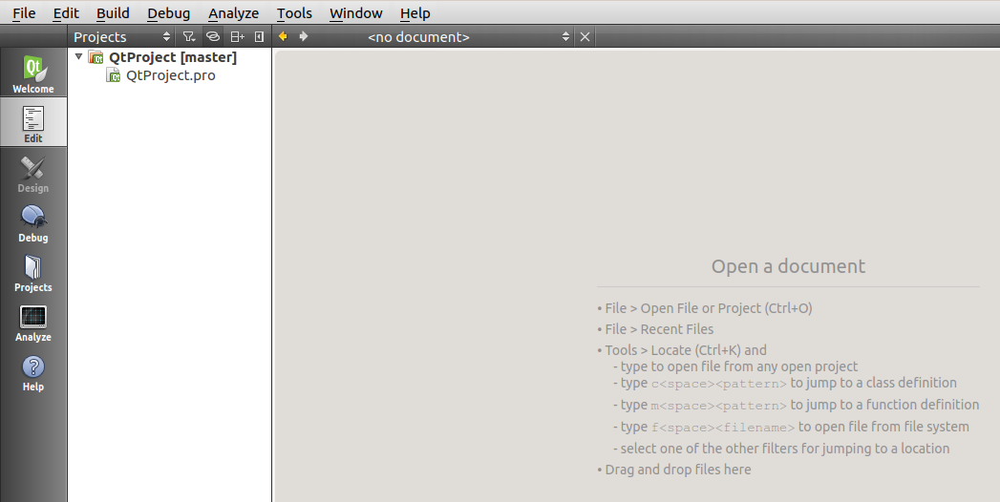 File Edit Build Debug Analyze Tools Window Help
Projects <no document>
QtProject [master]
QtProject.pro
Qt
Welcome
Edit
Design
Debug
Projects
Analyze
Help
Open a document
• File > Open File or Project (Ctrl+O)
• File > Recent Files
• Tools > Locate (Ctrl+K) and
- type to open file from any open project
- type c<space><pattern> to jump to a class definition
- type m<space><pattern> to jump to a function definition
- type f<space><filename> to open file from file system
- select one of the other filters for jumping to a location
• Drag and drop files here